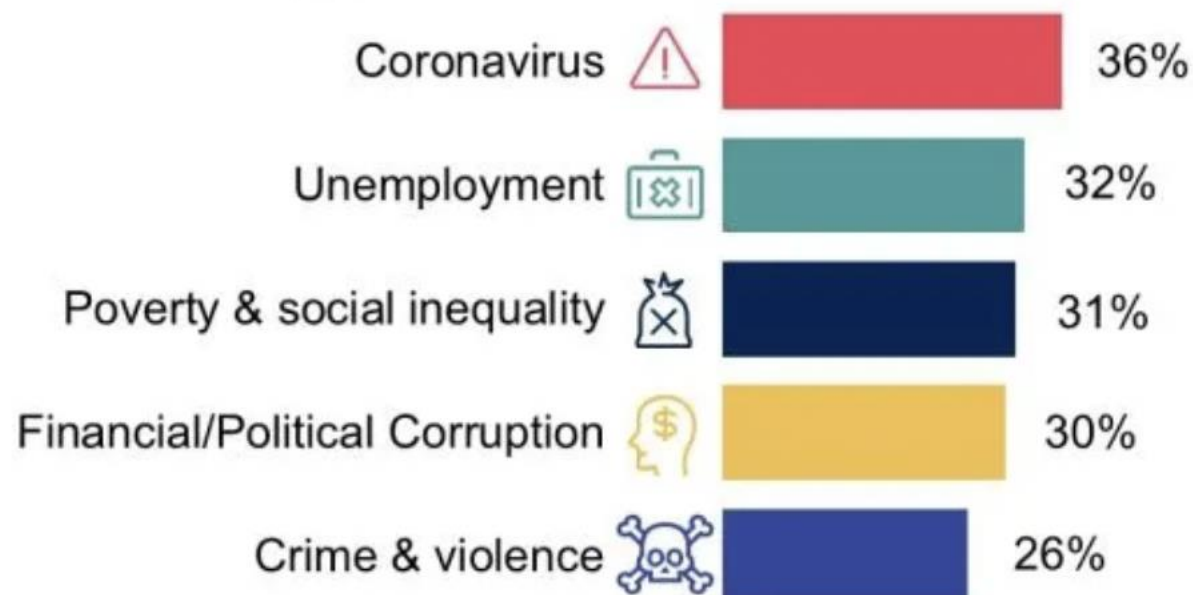 Coronavirus 36%
Unemployment 32%
Poverty & social inequality 31%
Financial/Political Corruption $ 30%
Crime & violence 26%